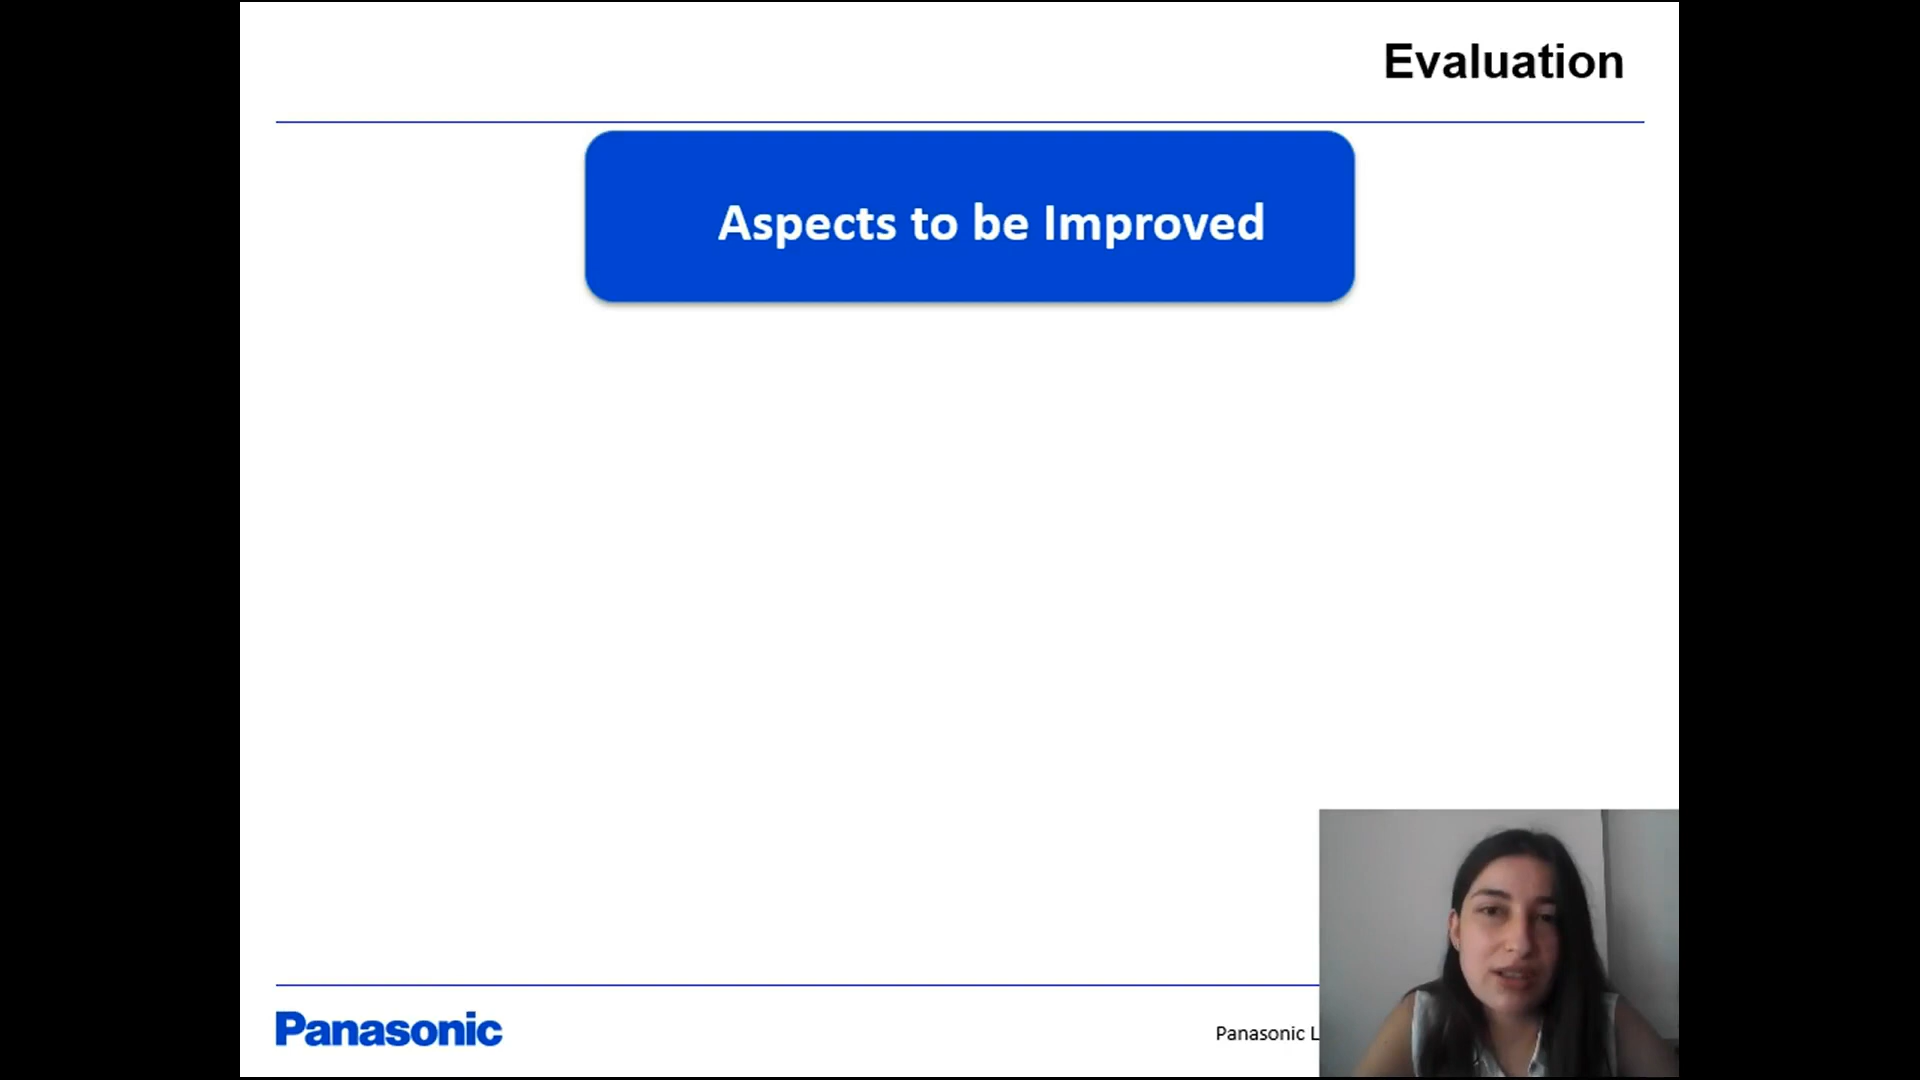 Evaluation
Aspects to be Improved
Panasonic
Panasonic L